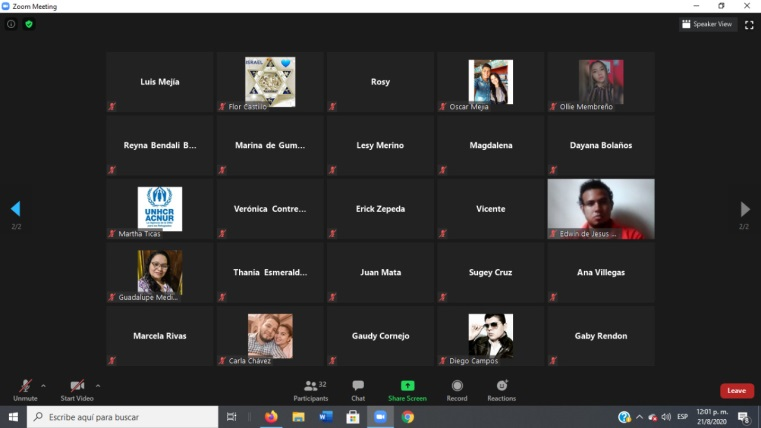 Zoom Meeting
Speaker View
Luis Mejía
ISRAEL
Flor Castillo
Rosy
Oscar Mejia
Ollie Membreño
Reyna Bendali B...
Marina de Gum...
Lesy Merino
Magdalena
Dayana Bolaños
UNHCR
ACNUR
Martha Ticas
Verónica Contre...
Erick Zepeda
Vicente
Edwin de Jesus ...
2/2
2/2
Guadalupe Medi...
Thania Esmerald...
Juan Mata
Sugey Cruz
Ana Villegas
Marcela Rivas
Carla Chávez
Gaudy Cornejo
Diego Campos
Gaby Rendon
Unmute
Start Video
Participants
32
Chat
Share Screen
Record
Reactions
Leave
Escribe aquí para buscar
ESP
12:01 p. m.
21/8/2020